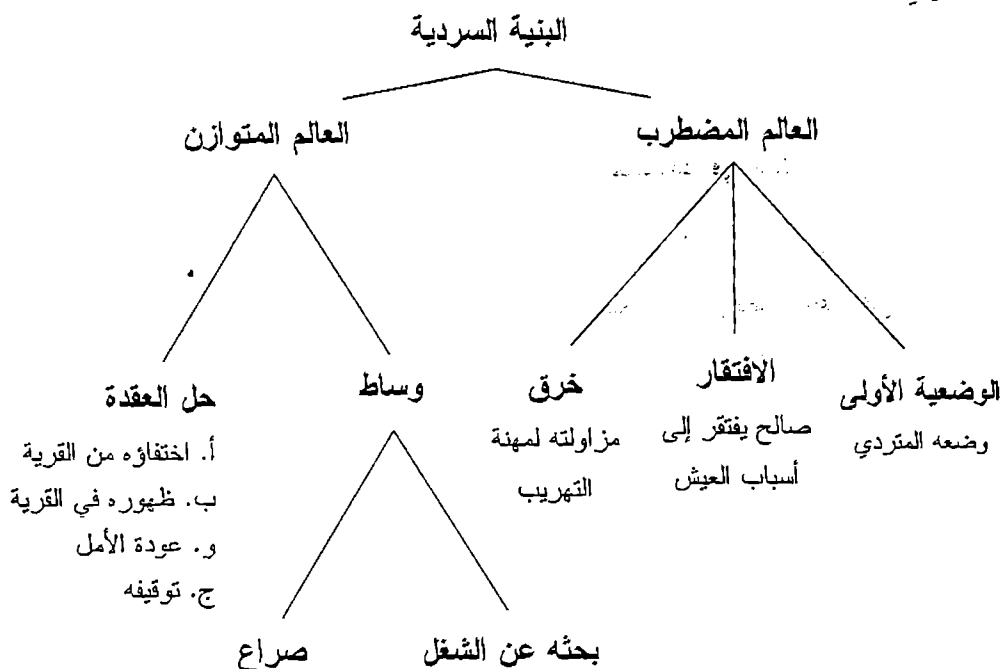 البنية السردية
العالم المضطرب
العالم المتوازن
الوضعية الأولى
وضعه المتردي
الافتقار
صالح يفتقر إلى
أسباب العيش
خرق
مزاولته لمهنة
التهريب
وساط
حل العقدة
أ. اختفاؤه من القرية
ب. ظهوره في القرية
و. عودة الأمل
ج. توقيفه
بحثه عن الشغل
صراع